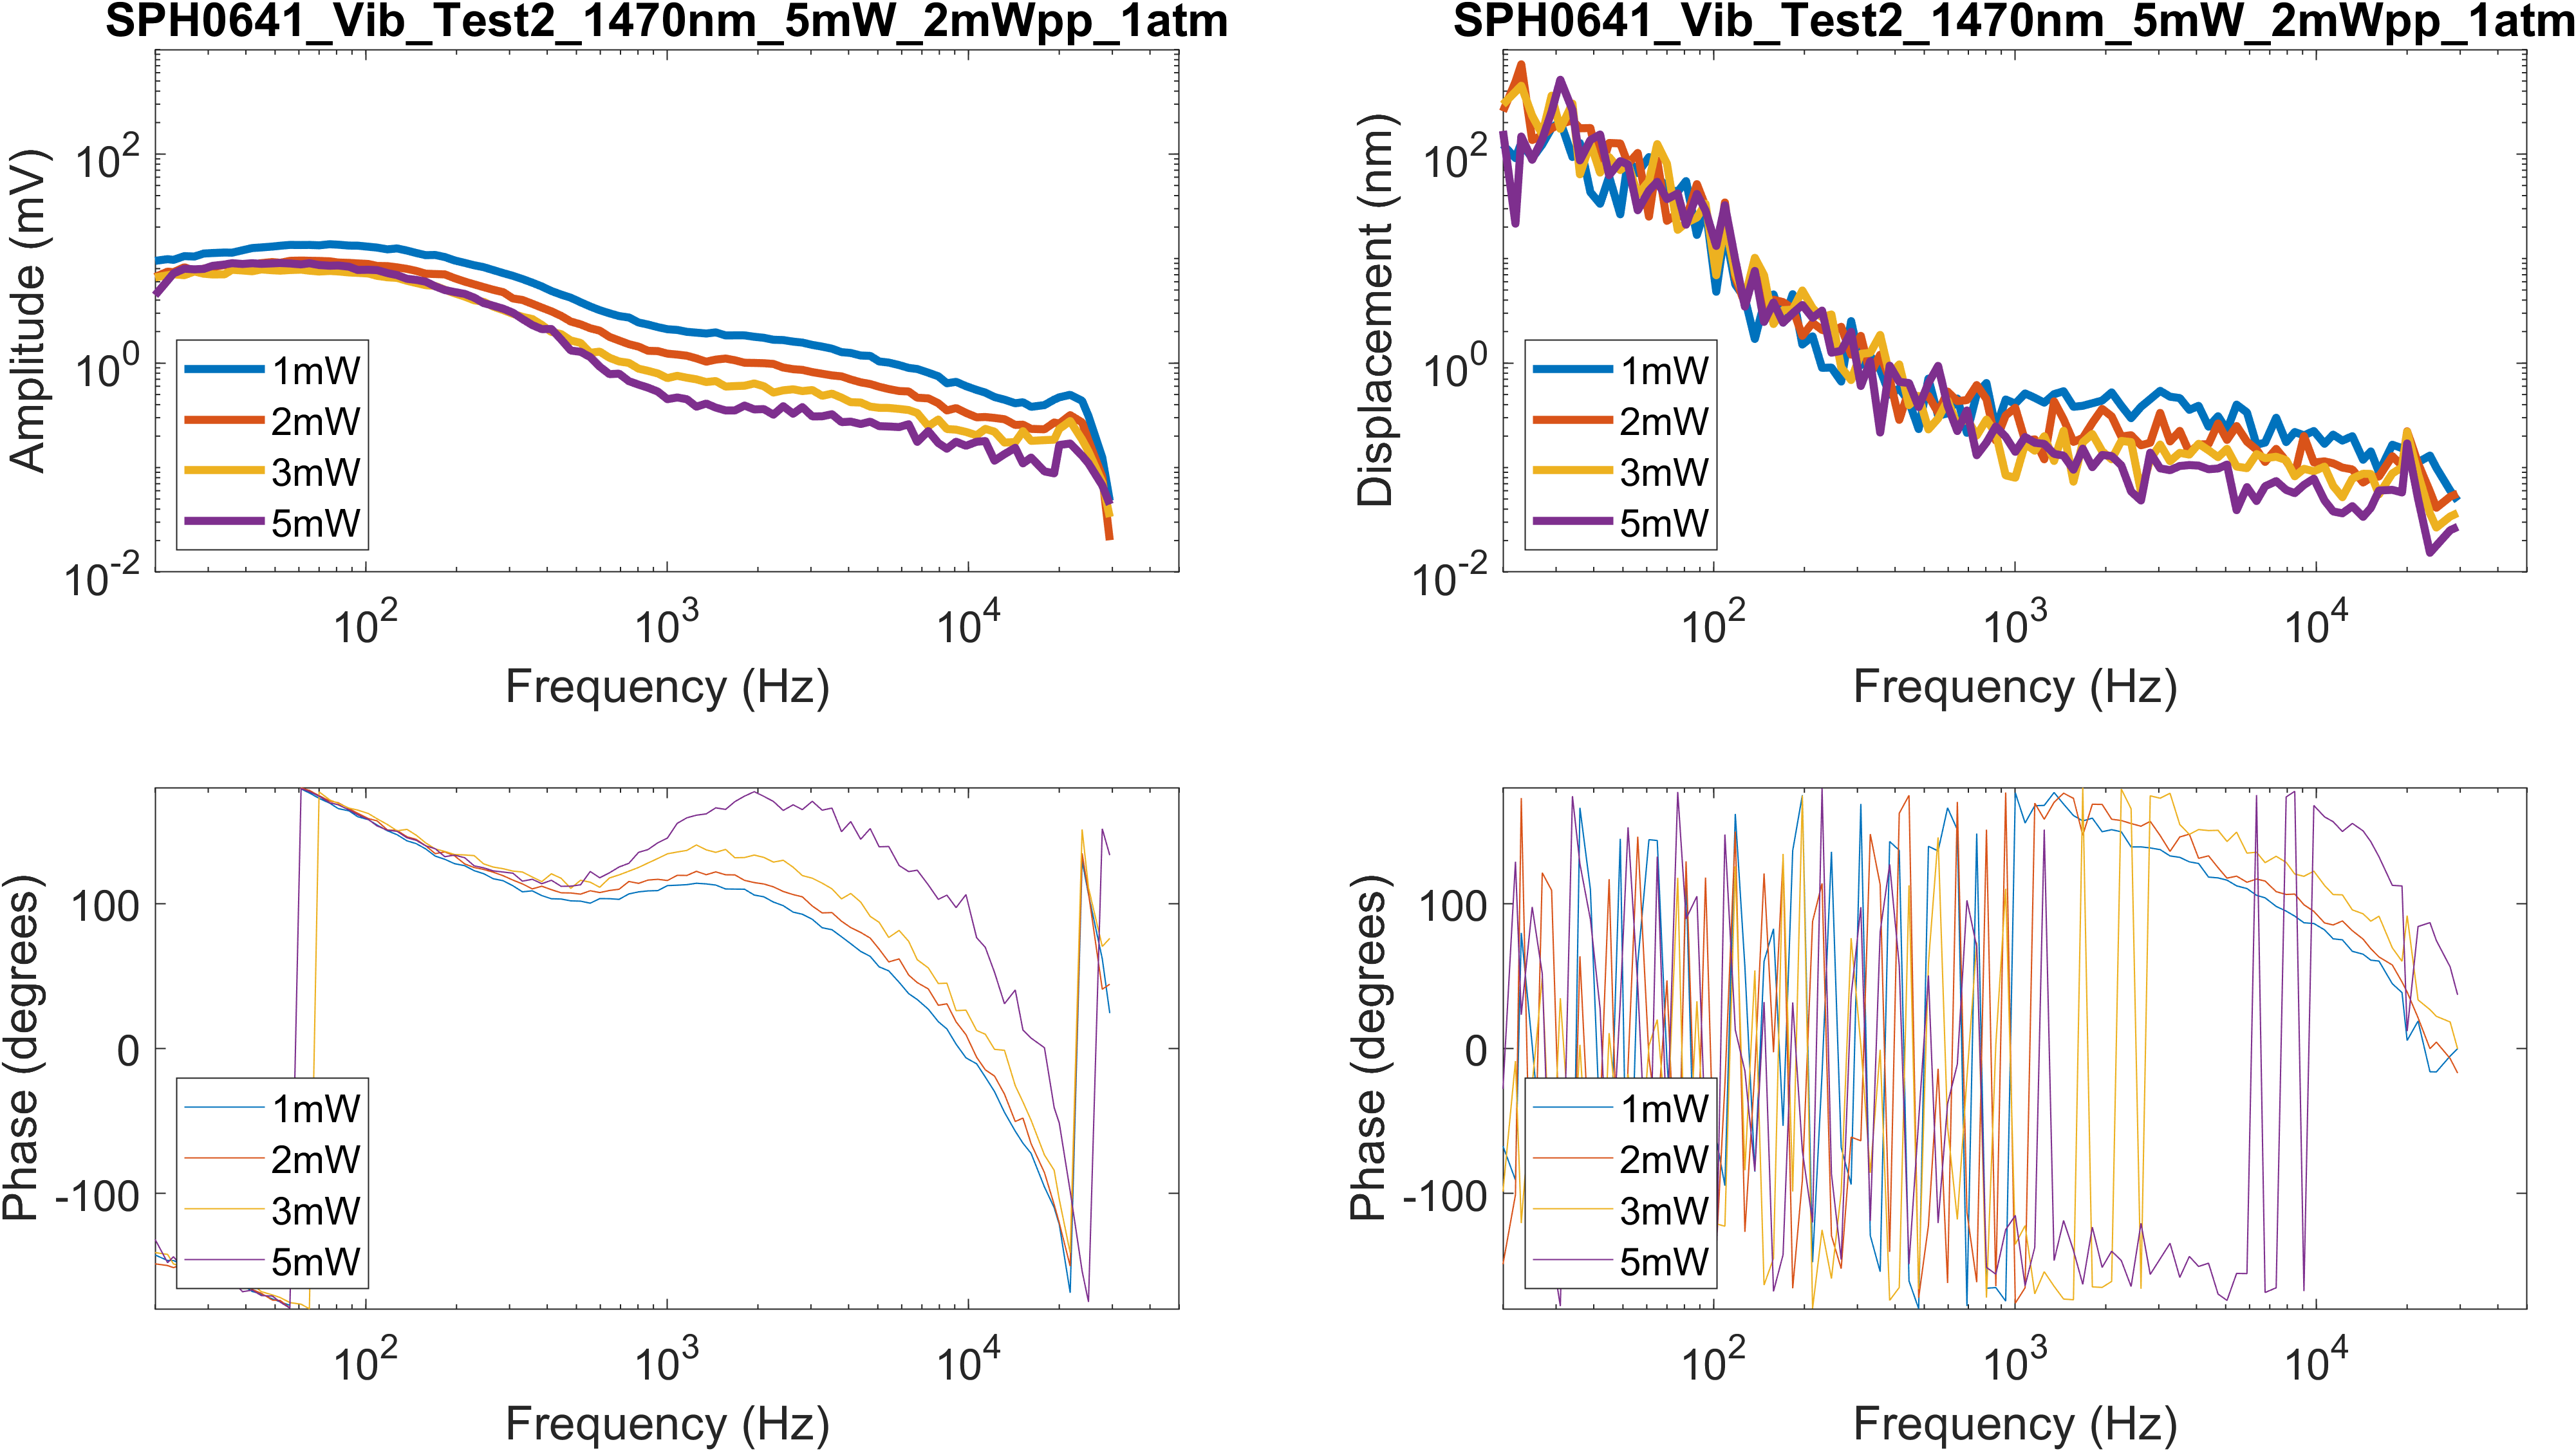 SPH0641_Vib_Test2_1470nm_5mW_2mWpp_1atm
Amplitude (mV)
10^2
10^0
10^-2
1mW
2mW
3mW
5mW
10^2
10^3
10^4
Frequency (Hz)
SPH0641_Vib_Test2_1470nm_5mW_2mWpp_1atm
Displacement (nm)
10^2
10^0
10^-2
1mW
2mW
3mW
5mW
10^2
10^3
10^4
Frequency (Hz)
Phase (degrees)
100
0
-100
1mW
2mW
3mW
5mW
10^2
10^3
10^4
Frequency (Hz)
Phase (degrees)
100
0
-100
1mW
2mW
3mW
5mW
10^2
10^3
10^4
Frequency (Hz)